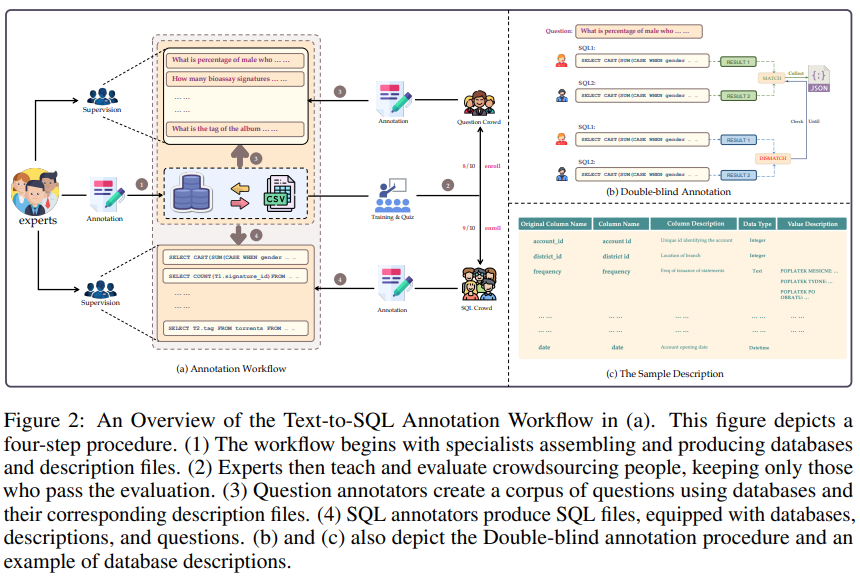 What is percentage of male who ... ...
How many bioassay signatures ... ...
... ...
... ...
What is the tag of the album ... ...
Supervision
experts
Annotation
1
3
CSV
4
SELECT CAST(SUM(CASE WHEN gender . . .
SELECT COUNT(T1.signature_id)FROM . . .
... ...
... ...
SELECT T2.tag FROM torrents FROM . . .
Supervision
3
Annotation
Question Crowd
8/10 enroll
Training & Quiz
2
9/10 enroll
4
Annotation
SQL Crowd
(a) Annotation Workflow
Question: What is percentage of male who ... ...
SQL1:
SELECT CAST(SUM(CASE WHEN gender . . .
RESULT 1
SQL2:
SELECT CAST(SUM(CASE WHEN gender . . .
RESULT 2
MATCH
Collect
{:}
JSON
SQL1:
SELECT CAST(SUM(CASE WHEN gender . . .
RESULT 1
SQL2:
SELECT CAST(SUM(CASE WHEN gender . . .
RESULT 2
DISMATCH
Check Until
(b) Double-blind Annotation
Original Column Name Column Name Column Description Data Type Value Description
account_id account id Unique id identifying the account Integer
district_id district id Location of branch Integer
frequency frequency Freq of issuance of statements Text POPLATEK MESICNE: ...
POPLATEK TYDNE: ...
POPLATEK PO
OBRATU: ...
... ... ... ... ... ... ... ... ... ...
... ... ... ... ... ... ... ... ... ...
date date Account opening date Datetime
(c) The Sample Description
Figure 2: An Overview of the Text-to-SQL Annotation Workflow in (a). This figure depicts a
four-step procedure. (1) The workflow begins with specialists assembling and producing databases
and description files. (2) Experts then teach and evaluate crowdsourcing people, keeping only those
who pass the evaluation. (3) Question annotators create a corpus of questions using databases and
their corresponding description files. (4) SQL annotators produce SQL files, equipped with databases,
descriptions, and questions. (b) and (c) also depict the Double-blind annotation procedure and an
example of database descriptions.